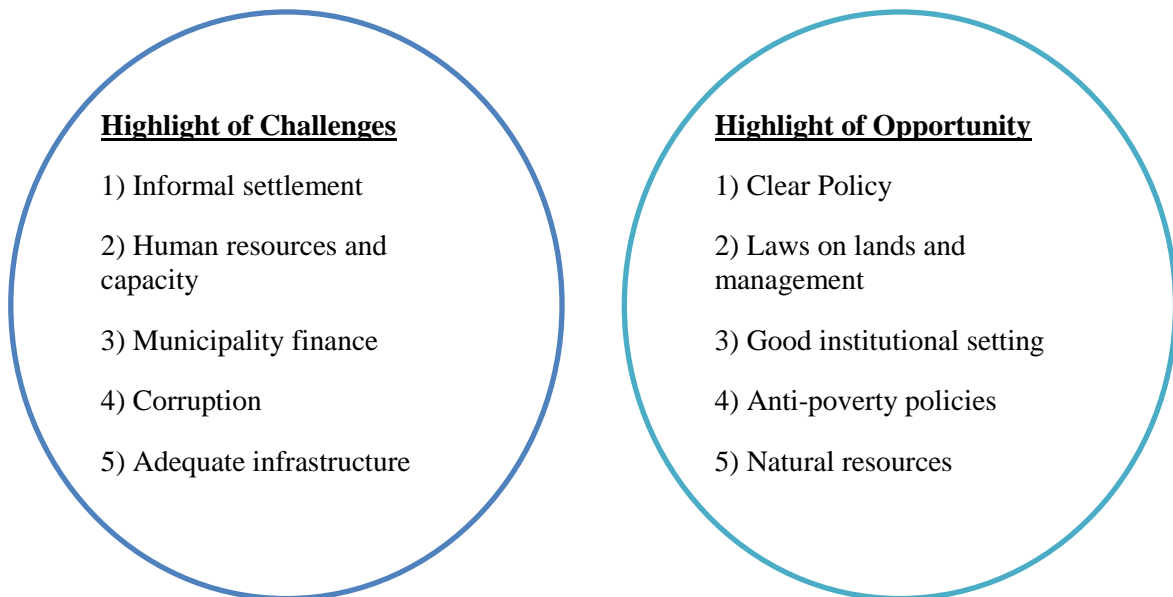 Highlight of Challenges
1) Informal settlement
2) Human resources and
capacity
3) Municipality finance
4) Corruption
5) Adequate infrastructure
Highlight of Opportunity
1) Clear Policy
2) Laws on lands and
management
3) Good institutional setting
4) Anti-poverty policies
5) Natural resources